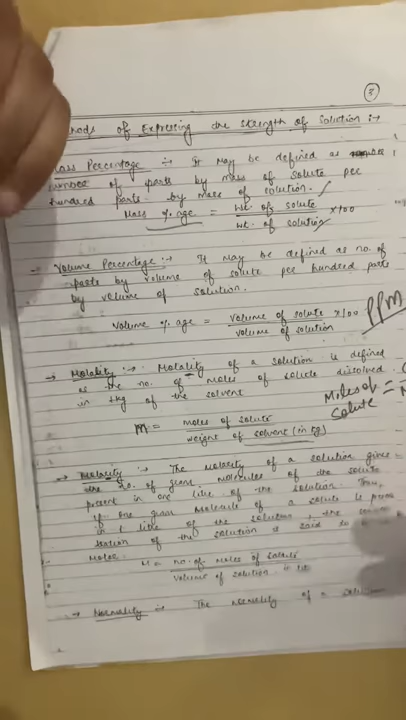 3
of Expressing the strength of Solution :-
Mass Percentage :- It may be defined as
number of parts by mass of solute per
hundred parts by mass of solution.
Mass % age = wt. of solute / wt. of solution × 100
→ Volume Percentage :- It may be defined as no. of
parts by volume of solute per hundred parts
by volume of solution.
Volume % age = volume of solute / volume of solution × 100
PPM
→ Molality :- Molality of a solution is defined
as the no. of moles of solute dissolved
in 1kg of the solvent
Moles of Solute =
m = moles of solute / weight of solvent (in kg)
→ Molarity :- The Molarity of a solution gives
the no. of gram molecules of the solute
present in one litre of the solution. Thus,
if one gram molecule of a solute is
in 1 litre of the solution, the
of the solution is said to
M = no. of moles of solute / volume of solution in
→ Normality :- The normality of a solution